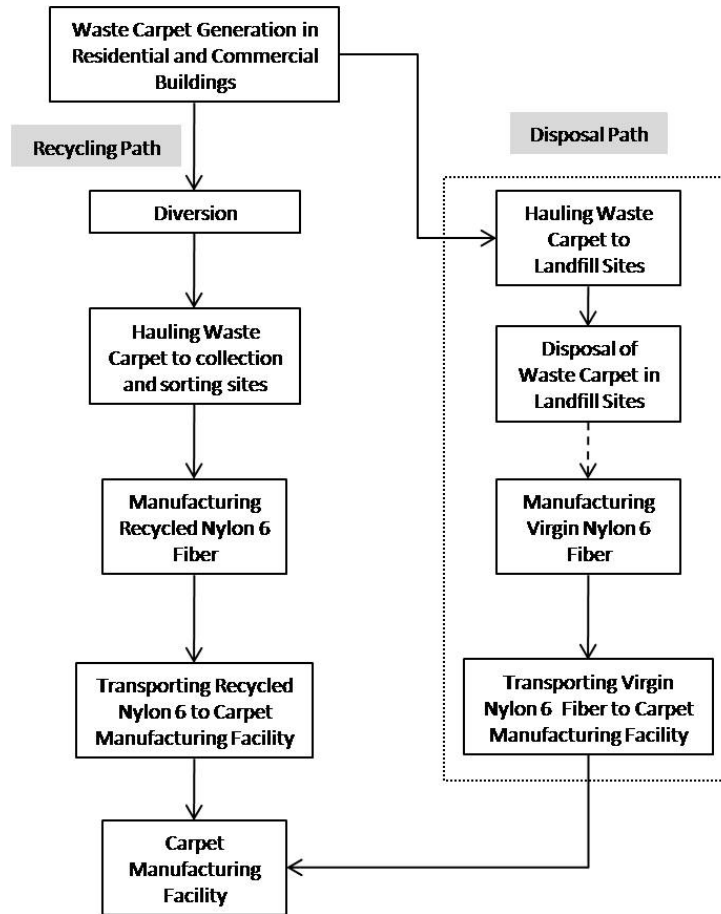 Waste Carpet Generation in
Residential and Commercial
Buildings
Recycling Path
Disposal Path
Diversion
Hauling Waste
Carpet to
Landfill Sites
Hauling Waste
Carpet to collection
and sorting sites
Disposal of
Waste Carpet in
Landfill Sites
Manufacturing
Recycled Nylon 6
Fiber
Manufacturing
Virgin Nylon 6
Fiber
Transporting Recycled
Nylon 6 to Carpet
Manufacturing Facility
Transporting Virgin
Nylon 6 Fiber to Carpet
Manufacturing Facility
Carpet
Manufacturing
Facility